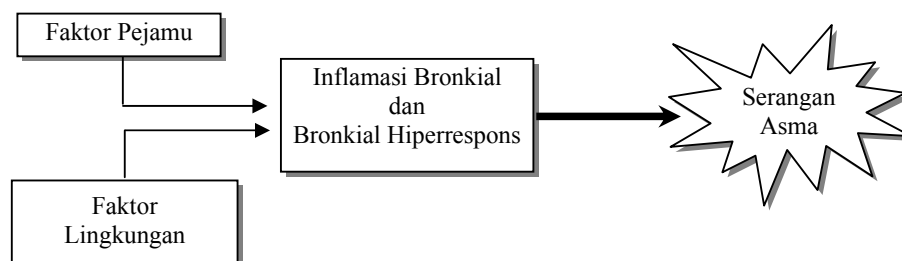 Faktor Pejamu
Inflamasi Bronkial
dan
Bronkial Hiperrespons
Serangan
Asma
Faktor
Lingkungan